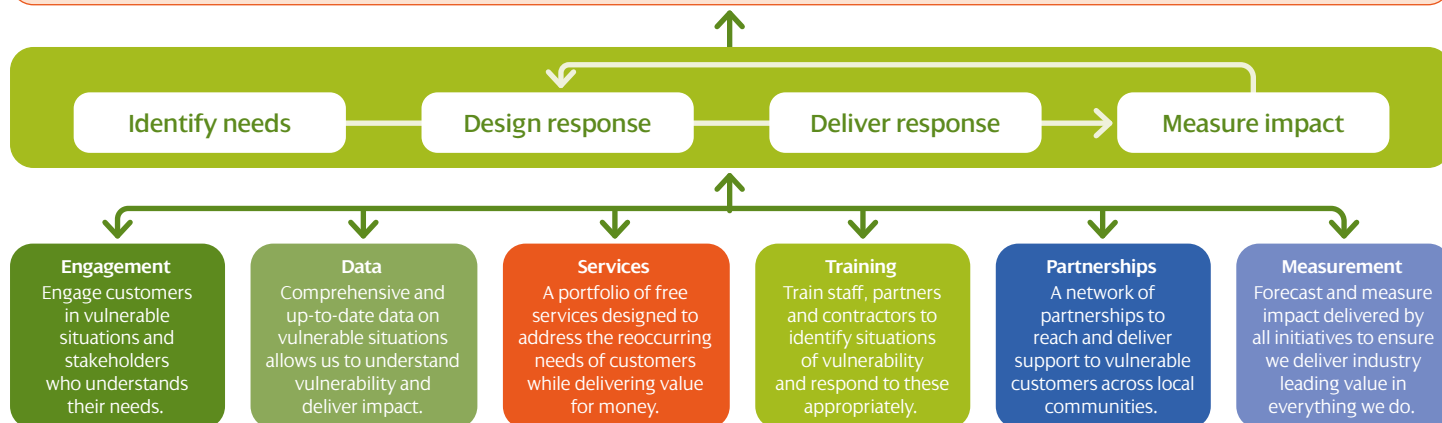 Identify needs
Design response
Deliver response
Measure impact
Engagement
Engage customers
in vulnerable
situations and
stakeholders
who understands
their needs.
Data
Comprehensive and
up-to-date data on
vulnerable situations
allows us to understand
vulnerability and
deliver impact.
Services
A portfolio of free
services designed to
address the reoccurring
needs of customers
while delivering value
for money.
Training
Train staff, partners
and contractors to
identify situations
of vulnerability
and respond to these
appropriately.
Partnerships
A network of
partnerships to
reach and deliver
support to vulnerable
customers across local
communities.
Measurement
Forecast and measure
impact delivered by
all initiatives to ensure
we deliver industry
leading value in
everything we do.